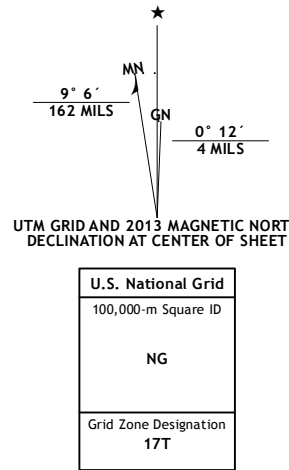 ★
MN
9° 6´
162 MILS
GN
0° 12´
4 MILS
UTM GRID AND 2013 MAGNETIC NORT
DECLINATION AT CENTER OF SHEET
U.S. National Grid
100,000-m Square ID
NG
Grid Zone Designation
17T